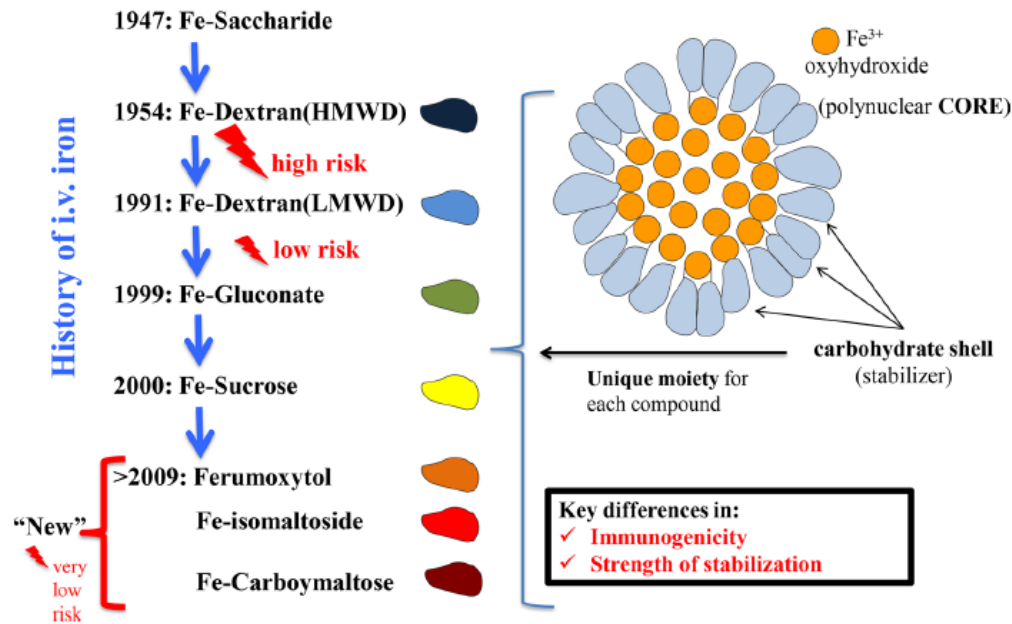 History of i.v. iron
1947: Fe-Saccharide
1954: Fe-Dextran(HMWD)
high risk
1991: Fe-Dextran(LMWD)
low risk
1999: Fe-Gluconate
2000: Fe-Sucrose
>2009: Ferumoxytol
Fe-isomaltoside
Fe-Carboymaltose
“New”
very
low
risk
Fe³⁺
oxyhydroxide
(polynuclear CORE)
carbohydrate shell
(stabilizer)
Unique moiety for
each compound
Key differences in:
✓ Immunogenicity
✓ Strength of stabilization